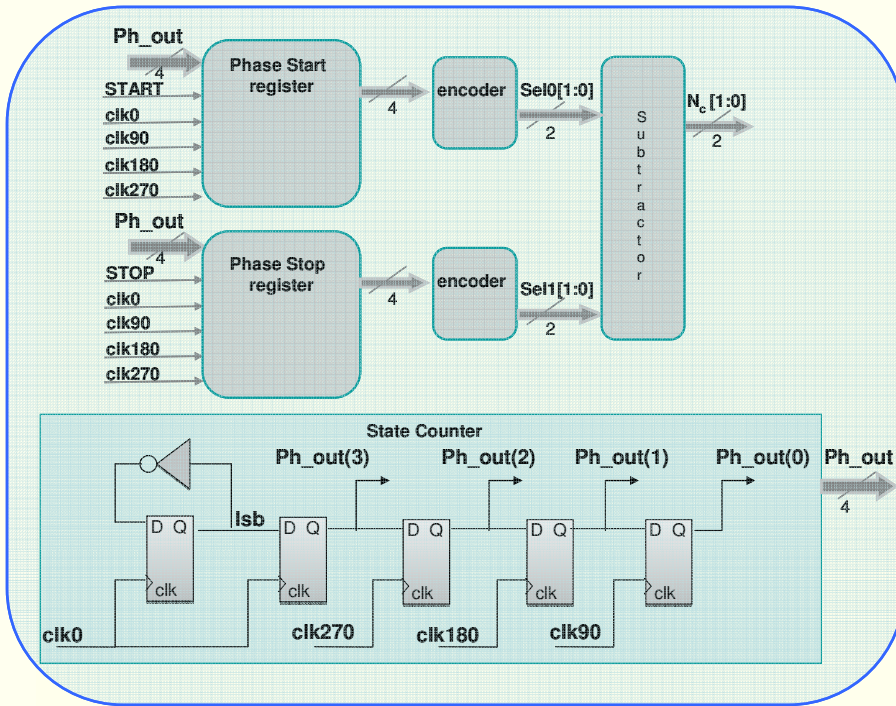 Ph_out
4
START
clk0
clk90
clk180
clk270
Phase Start
register
4
encoder
Sel0[1:0]
2
Subtractor
Nc [1:0]
2
Ph_out
4
STOP
clk0
clk90
clk180
clk270
Phase Stop
register
4
encoder
Sel1[1:0]
2
State Counter
Ph_out(3)
Ph_out(2)
Ph_out(1)
Ph_out(0)
Ph_out
4
lsb
D Q
clk
D Q
clk
D Q
clk
D Q
clk
D Q
clk
clk0
clk270
clk180
clk90